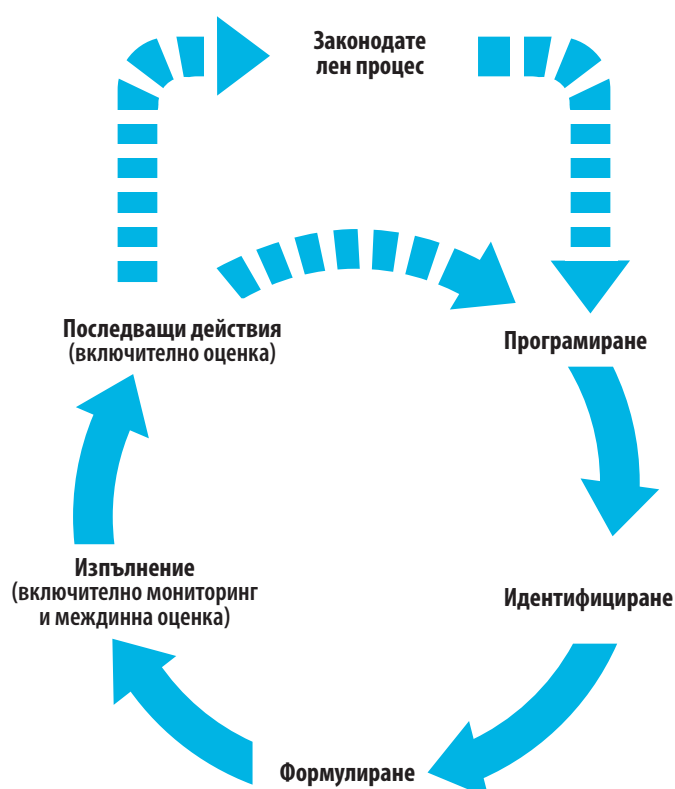 Законодате
лен процес
Последващи действия
(включително оценка)
Програмиране
Изпълнение
(включително мониторинг
и междинна оценка)
Идентифициране
Формулиране